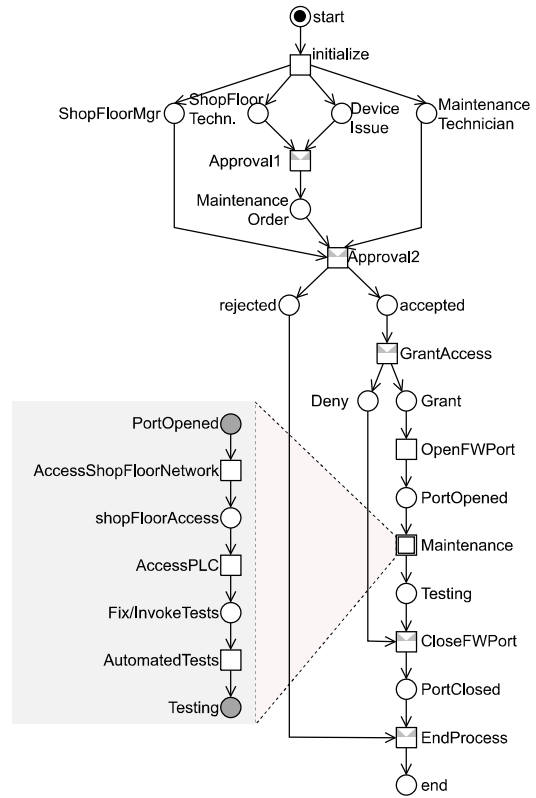 start
initialize
ShopFloorMgr
ShopFloor
Techn.
Device
Issue
Maintenance
Technician
Approval1
Maintenance
Order
Approval2
rejected
accepted
GrantAccess
Deny
Grant
OpenFWPort
PortOpened
Maintenance
Testing
CloseFWPort
PortClosed
EndProcess
end
PortOpened
AccessShopFloorNetwork
shopFloorAccess
AccessPLC
Fix/InvokeTests
AutomatedTests
Testing